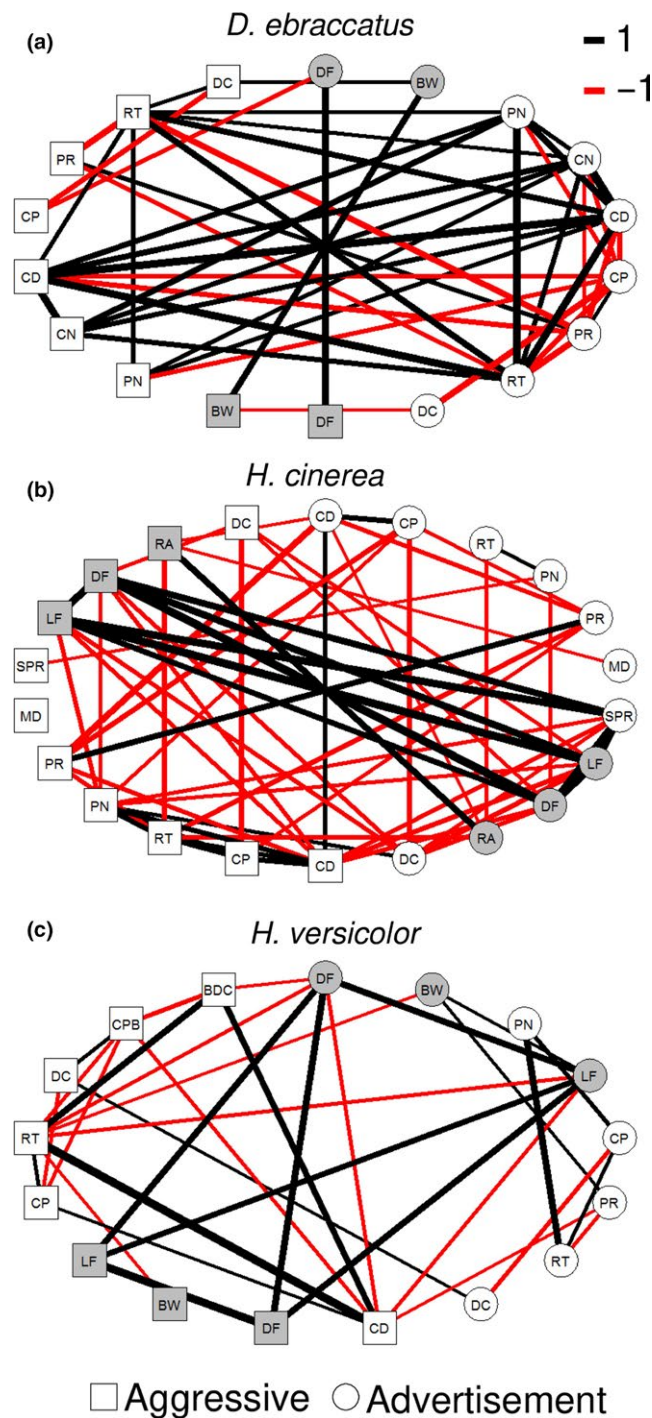 (a)
D. ebraccatus
1
-1
DC
DF
BW
RT
PN
PR
CN
CP
CD
CD
CP
CN
PR
PN
RT
BW
DF
DC
(b)
H. cinerea
DC
CD
CP
RA
RT
DF
PN
LF
PR
SPR
MD
MD
SPR
PR
LF
PN
DF
RT
RA
CP
CD
DC
(c)
H. versicolor
BDC
DF
BW
CPB
PN
DC
LF
RT
CP
CP
PR
LF
RT
BW
DF
CD
DC
Aggressive
Advertisement